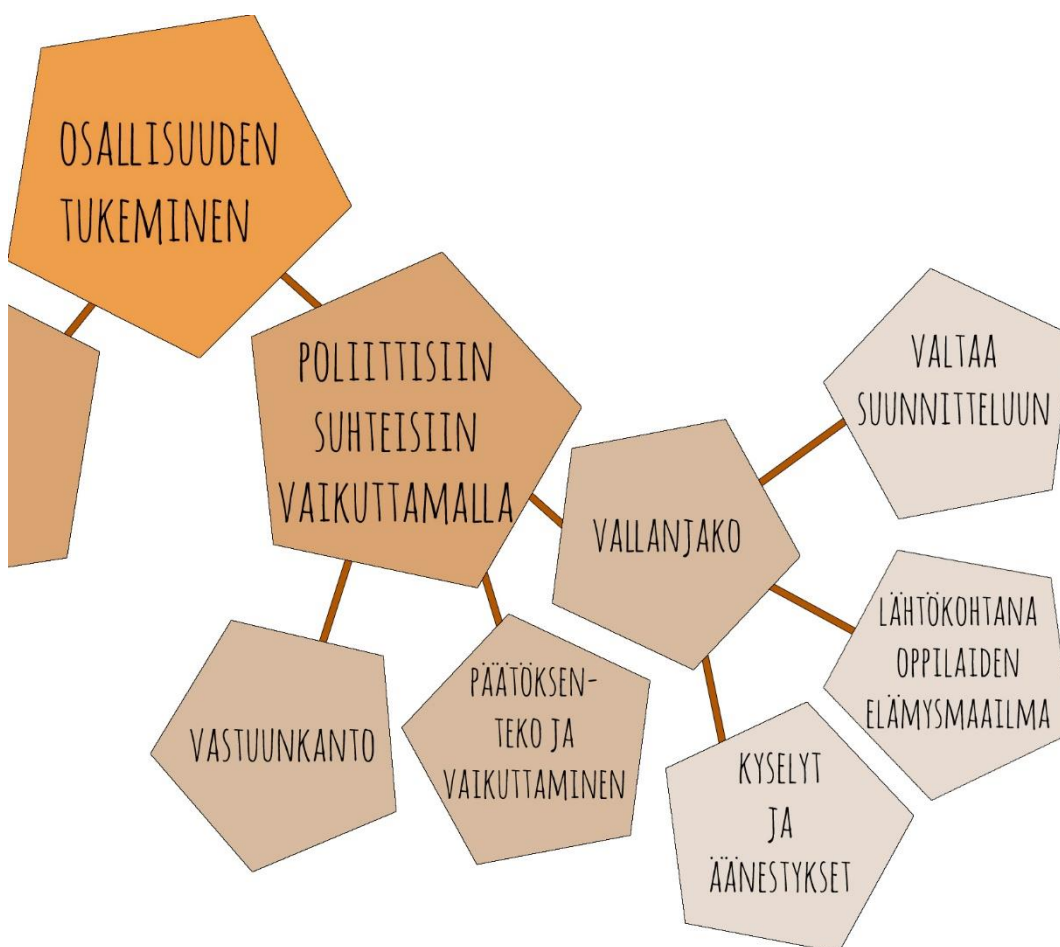 OSALLISUUDEN
TUKEMINEN
POLIITTISIIN
SUHTEISIIN
VAIKUTTAMALLA
VALTAA
SUUNNITTELUUN
VALLANJAKO
LÄHTÖKOHTANA
OPPILAIDEN
ELÄMYSMAAILMA
VASTUUNKANTO
PÄÄTÖKSEN-
TEKO JA
VAIKUTTAMINEN
KYSELYT
JA
ÄÄNESTYKSET